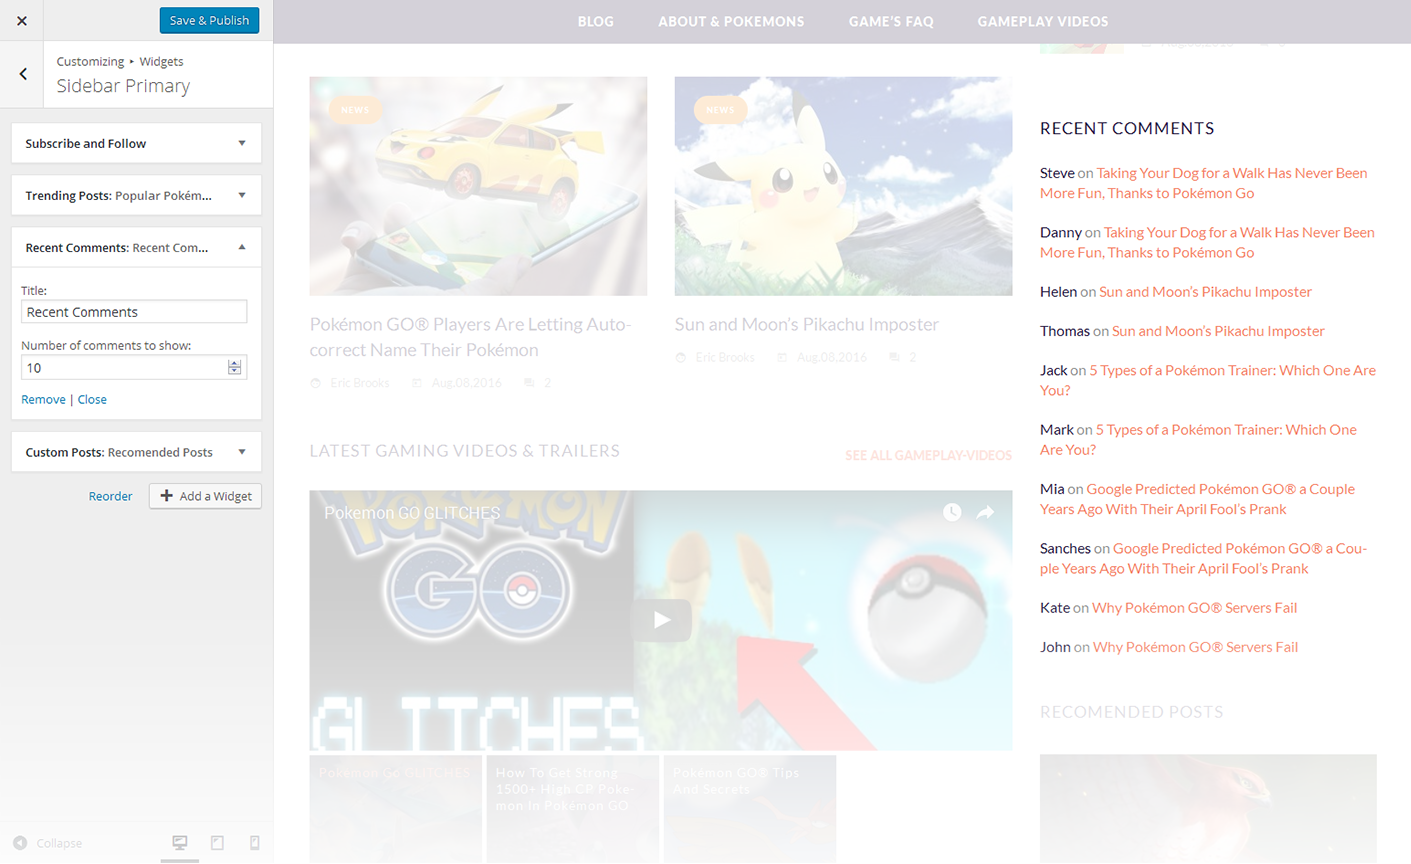 Save & Publish
Customizing ▸ Widgets
Sidebar Primary
Subscribe and Follow
Trending Posts: Popular Pokém...
Recent Comments: Recent Com...
Title:
Recent Comments
Number of comments to show:
10
Remove | Close
Custom Posts: Recomended Posts
Reorder
Add a Widget
Collapse
BLOG
ABOUT & POKEMONS
GAME'S FAQ
GAMEPLAY VIDEOS
NEWS
Pokémon GO® Players Are Letting Auto-
correct Name Their Pokémon
Eric Brooks
Aug.08,2016
2
NEWS
Sun and Moon's Pikachu Imposter
Eric Brooks
Aug.08,2016
2
LATEST GAMING VIDEOS & TRAILERS
SEE ALL GAMEPLAY-VIDEOS
Pokemon GO GLITCHES
POKEMON
GO
GLITCHES
Pokemon Go GLITCHES
How To Get Strong
1500+ High CP Poke-
mon In Pokémon GO
Pokemon GO® Tips
And Secrets
RECENT COMMENTS
Steve on Taking Your Dog for a Walk Has Never Been
More Fun, Thanks to Pokémon Go
Danny on Taking Your Dog for a Walk Has Never Been
More Fun, Thanks to Pokémon Go
Helen on Sun and Moon's Pikachu Imposter
Thomas on Sun and Moon's Pikachu Imposter
Jack on 5 Types of a Pokémon Trainer: Which One Are
You?
Mark on 5 Types of a Pokémon Trainer: Which One
Are You?
Mia on Google Predicted Pokémon GO® a Couple
Years Ago With Their April Fool's Prank
Sanches on Google Predicted Pokémon GO® a Cou-
ple Years Ago With Their April Fool's Prank
Kate on Why Pokémon GO® Servers Fail
John on Why Pokémon GO® Servers Fail
RECOMENDED POSTS